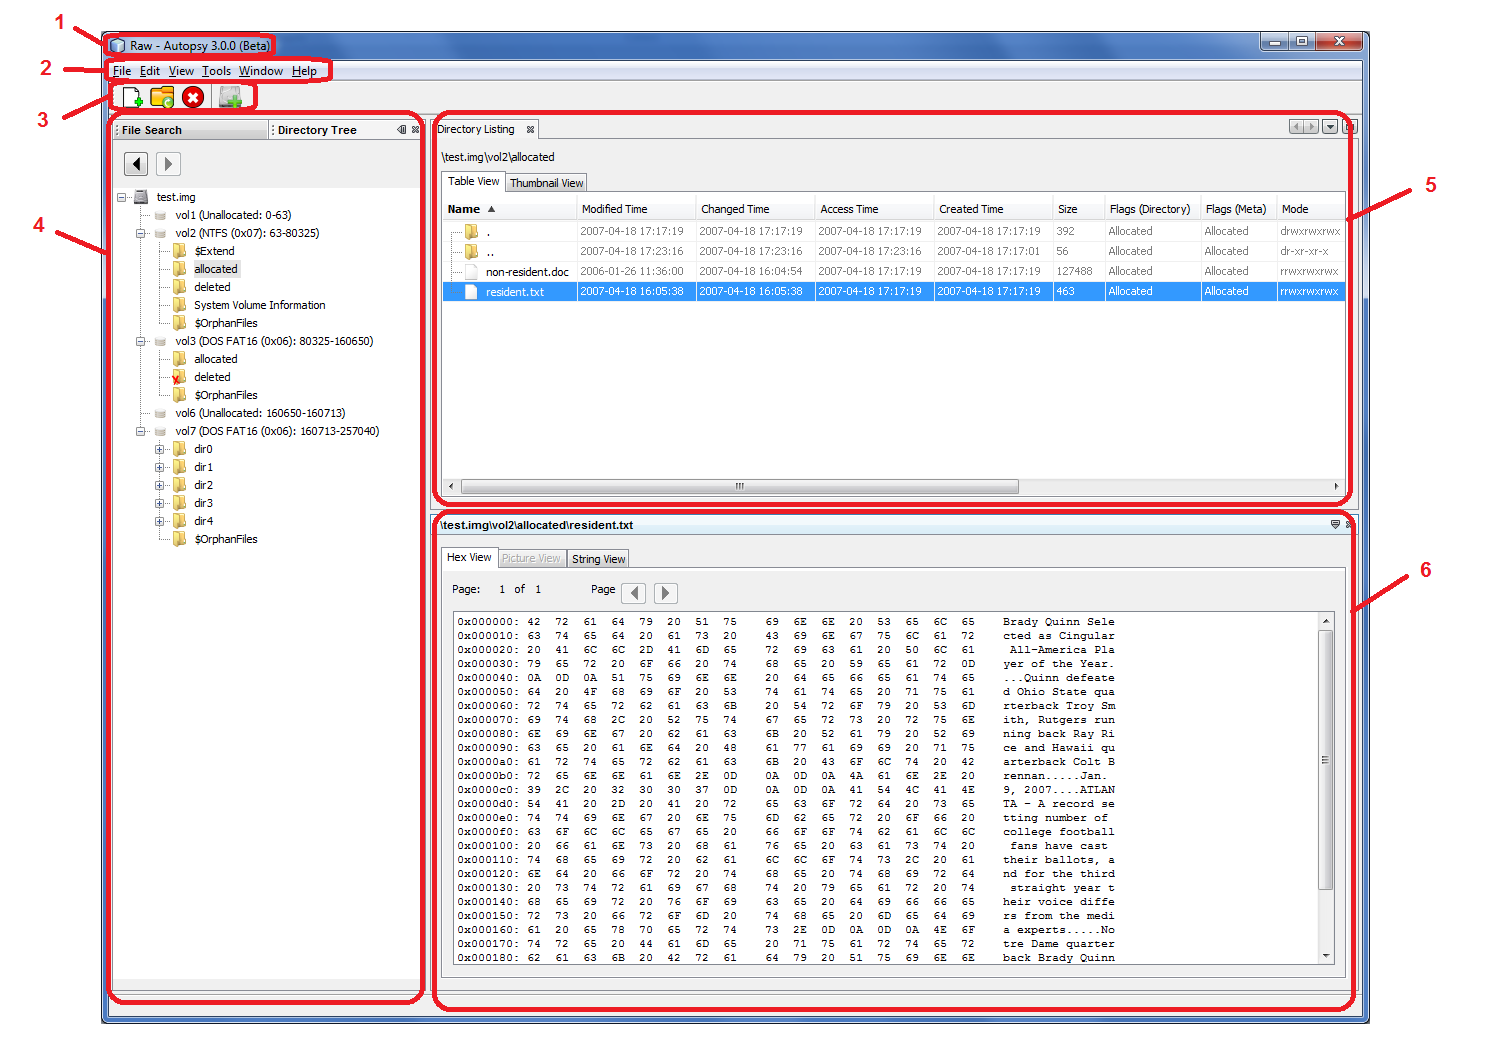 1
Raw - Autopsy 3.0.0 (Beta)
2
File Edit View Tools Window Help
3
4
File Search
Directory Tree
test.img
vol1 (Unallocated: 0-63)
vol2 (NTFS (0x07): 63-80325)
$Extend
allocated
deleted
System Volume Information
$OrphanFiles
vol3 (DOS FAT16 (0x06): 80325-160650)
allocated
deleted
$OrphanFiles
vol6 (Unallocated: 160650-160713)
vol7 (DOS FAT16 (0x06): 160713-257040)
dir0
dir1
dir2
dir3
dir4
$OrphanFiles
5
Directory Listing
\test.img\vol2\allocated
Table View Thumbnail View
Name Modified Time Changed Time Access Time Created Time Size Flags (Directory) Flags (Meta) Mode
. 2007-04-18 17:17:19 2007-04-18 17:17:19 2007-04-18 17:17:19 2007-04-18 17:17:19 392 Allocated Allocated drwxrwxrwx
.. 2007-04-18 17:23:16 2007-04-18 17:23:16 2007-04-18 17:23:16 2007-04-18 17:17:01 56 Allocated Allocated dr-xr-xr-x
non-resident.doc 2006-01-26 11:36:00 2007-04-18 16:04:54 2007-04-18 17:17:19 2007-04-18 17:17:19 127488 Allocated Allocated rrwxrwxrwx
resident.txt 2007-04-18 16:05:38 2007-04-18 16:05:38 2007-04-18 17:17:19 2007-04-18 17:17:19 463 Allocated Allocated rrwxrwxrwx
6
\test.img\vol2\allocated\resident.txt
Hex View Picture View String View
Page: 1 of 1 Page
0x000000: 42 72 61 64 79 20 51 75 69 6E 6E 20 53 65 6C 65 Brady Quinn Sele
0x000010: 63 74 65 64 20 61 73 20 43 69 6E 67 75 6C 61 72 cted as Cingular
0x000020: 20 41 6C 6C 2D 41 6D 65 72 69 63 61 20 50 6C 61 All-America Pla
0x000030: 79 65 72 20 6F 66 20 74 68 65 20 59 65 61 72 0D yer of the Year.
0x000040: 0A 0D 0A 51 75 69 6E 6E 20 64 65 66 65 61 74 65 ...Quinn defeate
0x000050: 64 20 4F 68 69 6F 20 53 74 61 74 65 20 71 75 61 d Ohio State qua
0x000060: 72 74 65 72 62 61 63 6B 20 54 72 6F 79 20 53 6D rterback Troy Sm
0x000070: 69 74 68 2C 20 52 75 74 67 65 72 73 20 72 75 6E ith, Rutgers run
0x000080: 6E 69 6E 67 20 62 61 63 6B 20 52 61 79 20 52 69 ning back Ray Ri
0x000090: 63 65 20 61 6E 64 20 48 61 77 61 69 69 20 71 75 ce and Hawaii qu
0x0000a0: 61 72 74 65 72 62 61 63 6B 20 43 6F 6C 74 20 42 arterback Colt B
0x0000b0: 72 65 6E 6E 61 6E 2E 0D 0A 0D 0A 4A 61 6E 2E 20 rennan.....Jan.
0x0000c0: 39 2C 20 32 30 30 37 0D 0A 0D 0A 41 54 4C 41 4E 9, 2007....ATLAN
0x0000d0: 54 41 20 2D 20 41 20 72 65 63 6F 72 64 20 73 65 TA - A record se
0x0000e0: 74 74 69 6E 67 20 6E 75 6D 62 65 72 20 6F 66 20 tting number of
0x0000f0: 63 6F 6C 6C 65 67 65 20 66 6F 6F 74 62 61 6C 6C college football
0x000100: 20 66 61 6E 73 20 68 61 76 65 20 63 61 73 74 20 fans have cast
0x000110: 74 68 65 69 72 20 62 61 6C 6C 6F 74 73 2C 20 61 their ballots, a
0x000120: 6E 64 20 66 6F 72 20 74 68 65 20 74 68 69 72 64 nd for the third
0x000130: 20 73 74 72 61 69 67 68 74 20 79 65 61 72 20 74 straight year t
0x000140: 68 65 69 72 20 76 6F 69 63 65 20 64 69 66 66 65 heir voice diffe
0x000150: 72 73 20 66 72 6F 6D 20 74 68 65 20 6D 65 64 69 rs from the medi
0x000160: 61 20 65 78 70 65 72 74 73 2E 0D 0A 0D 0A 4E 6F a experts.....No
0x000170: 74 72 65 20 44 61 6D 65 20 71 75 61 72 74 65 72 tre Dame quarter
0x000180: 62 61 63 6B 20 42 72 61 64 79 20 51 75 69 6E 6E back Brady Quinn